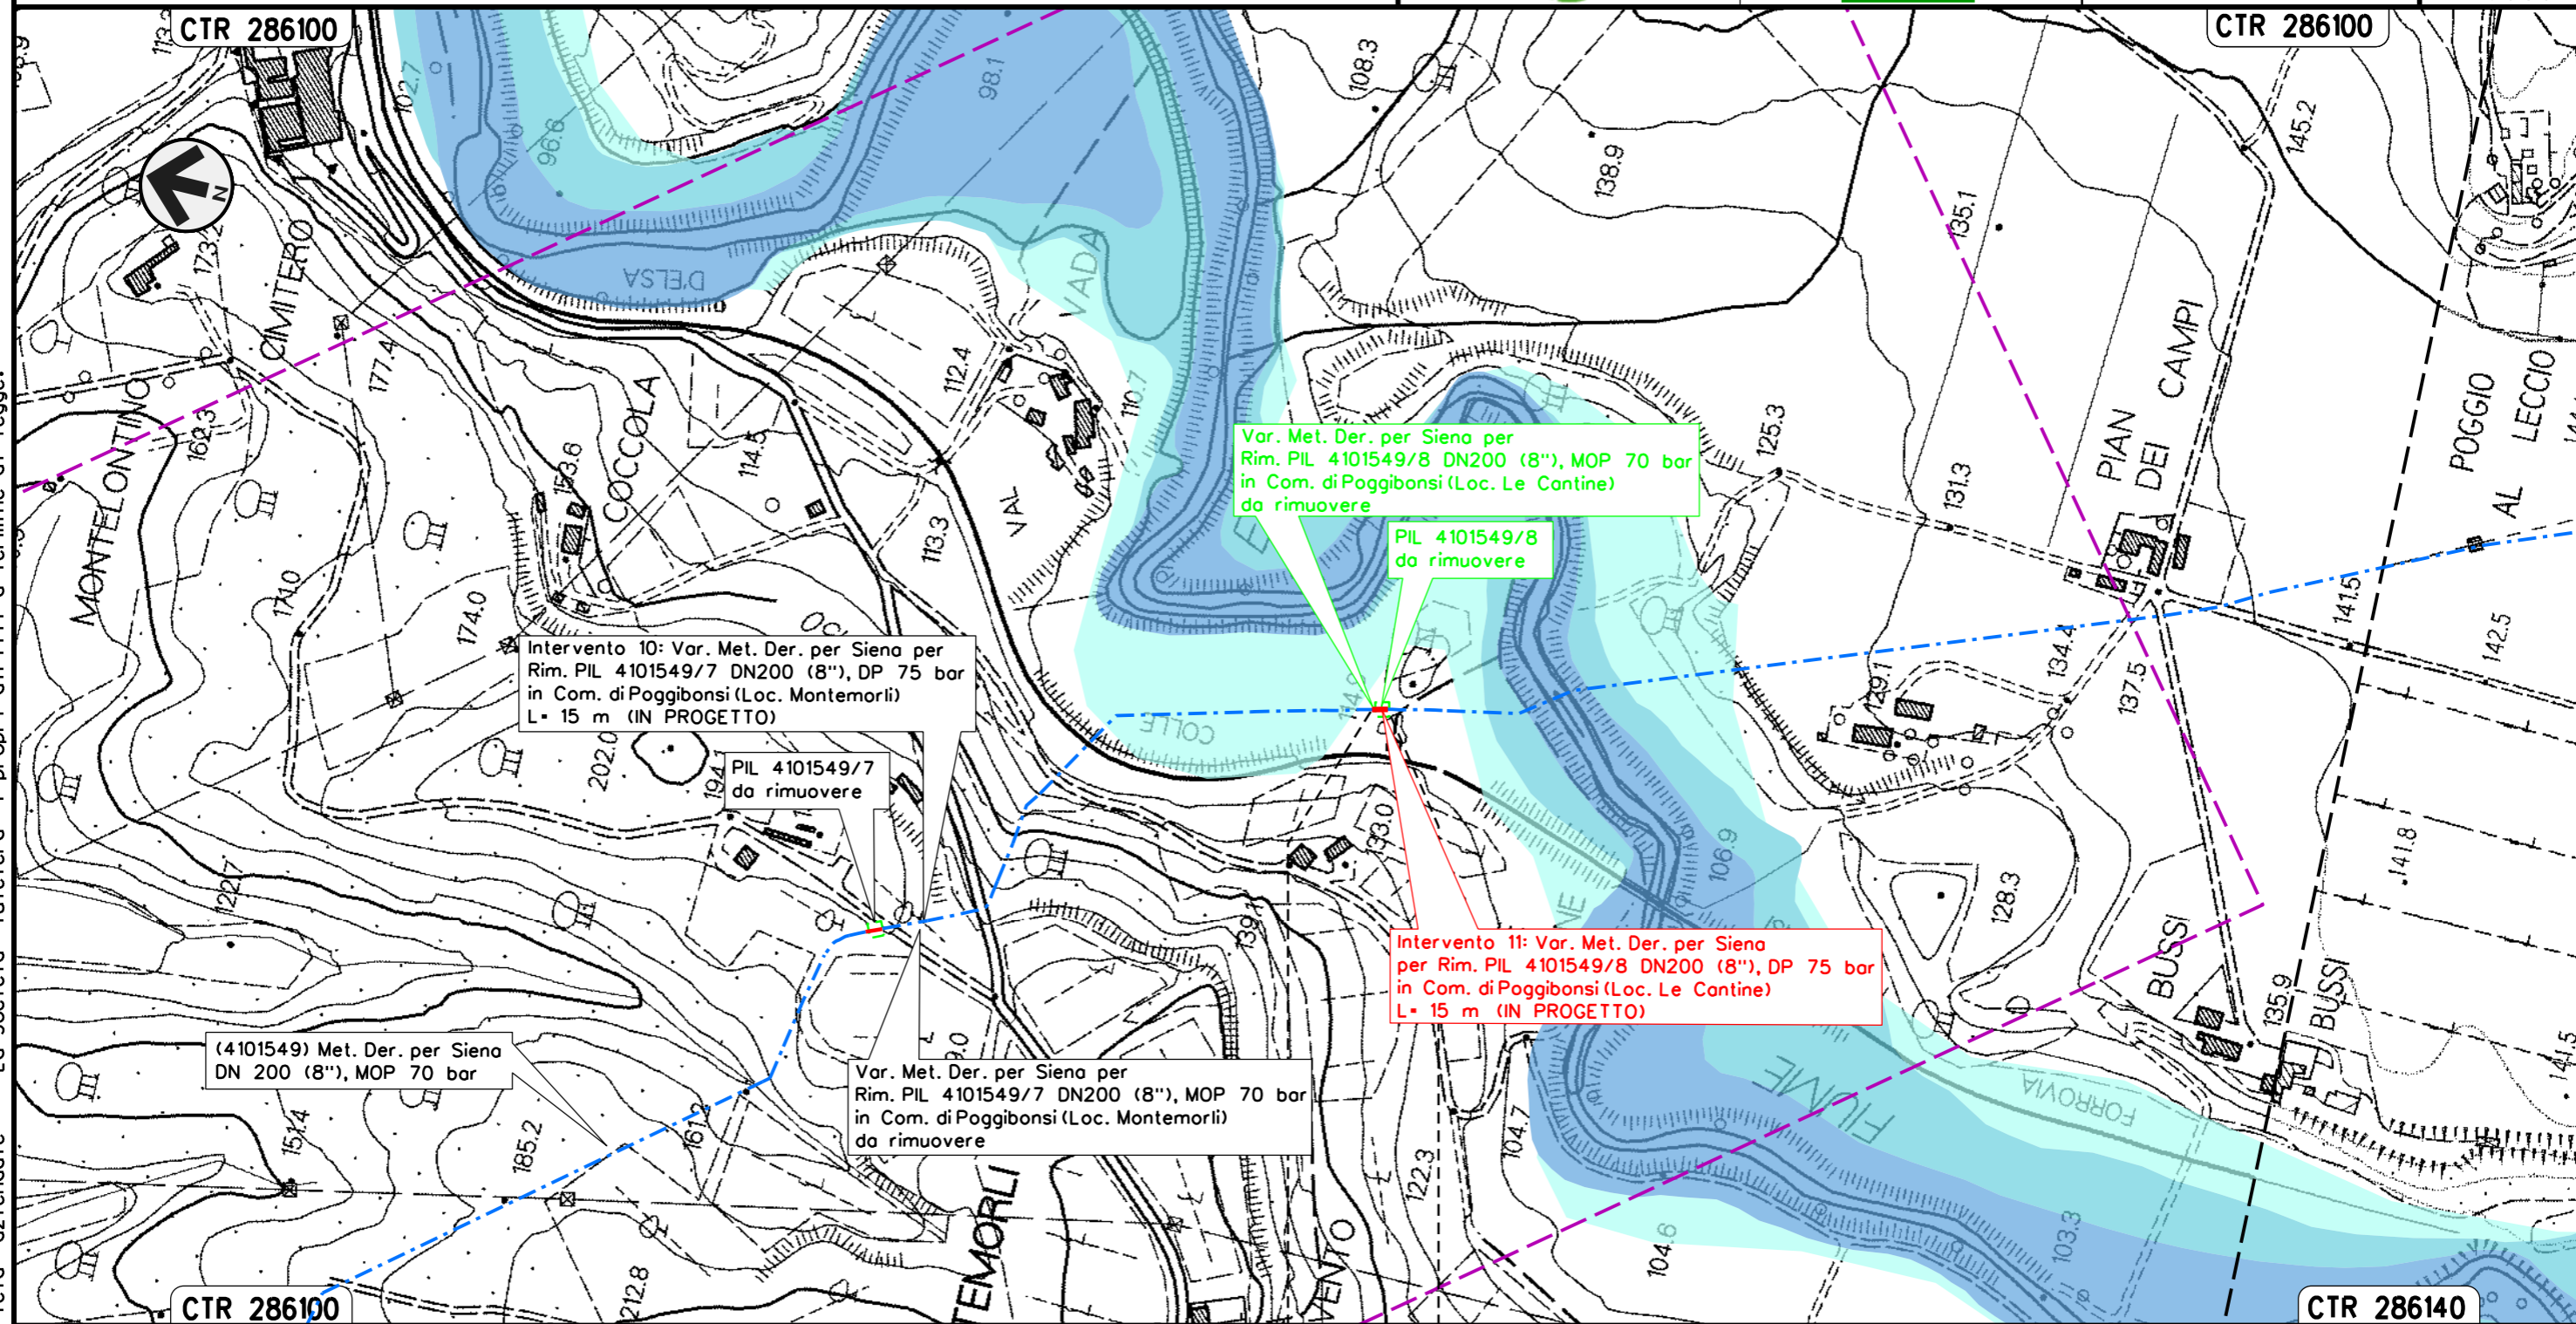 CTR 286100
CTR 286100
102.7
96.6
98.1
108.3
138.9
145.2
135.1
N
CIMITERO
D'ELSA
VADA
177.4
MONTELONTINO
153.8
COCCOLA
114.5
112.4
110.7
113.3
VAL
171.0
174.0
125.3
131.3
PIAN
DEI CAMPI
POGGIO
AL LECCIO
Var. Met. Der. per Siena per
Rim. PIL 4101549/8 DN200 (8"), MOP 70 bar
in Com. di Poggibonsi (Loc. Le Cantine)
da rimuovere
PIL 4101549/8
da rimuovere
Intervento 10: Var. Met. Der. per Siena per
Rim. PIL 4101549/7 DN200 (8"), DP 75 bar
in Com. di Poggibonsi (Loc. Montemorli)
L= 15 m (IN PROGETTO)
PIL 4101549/7
da rimuovere
202.0
COLLE
129.1
134.4
137.5
141.5
142.5
133.0
106.9
128.3
141.8
122.7
139.1
Intervento 11: Var. Met. Der. per Siena
per Rim. PIL 4101549/8 DN200 (8"), DP 75 bar
in Com. di Poggibonsi (Loc. Le Cantine)
L= 15 m (IN PROGETTO)
(4101549) Met. Der. per Siena
DN 200 (8"), MOP 70 bar
Var. Met. Der. per Siena per
Rim. PIL 4101549/7 DN200 (8"), MOP 70 bar
in Com. di Poggibonsi (Loc. Montemorli)
da rimuovere
BUSSI
135.9
BUSSI
FIUME
FORROVIA
151.4
185.2
161.2
104.7
122.3
104.6
103.3
212.8
TEMORLI
VENTO
CTR 286100
CTR 286140